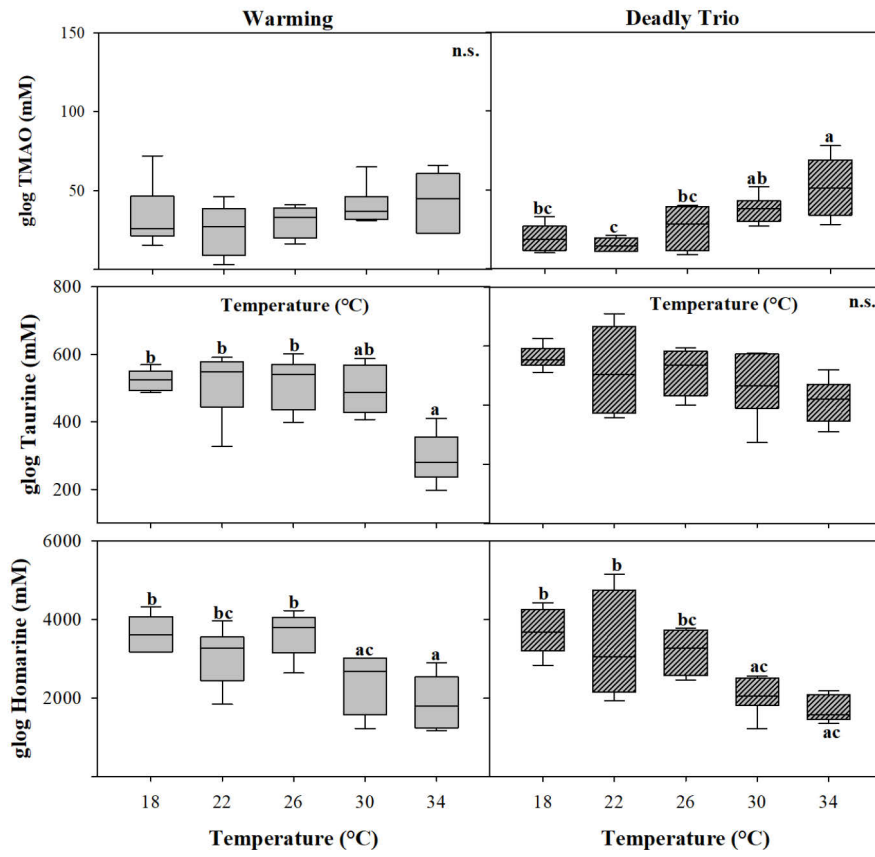 Warming Deadly Trio
glog TMAO (mM)
150
100
50
n.s.
bc c bc ab a
glog Taurine (mM)
800
600
400
200
Temperature (°C)
b b b ab a
Temperature (°C) n.s.
glog Homarine (mM)
6000
4000
2000
b bc b ac a
b b bc ac ac
18 22 26 30 34 18 22 26 30 34
Temperature (°C) Temperature (°C)